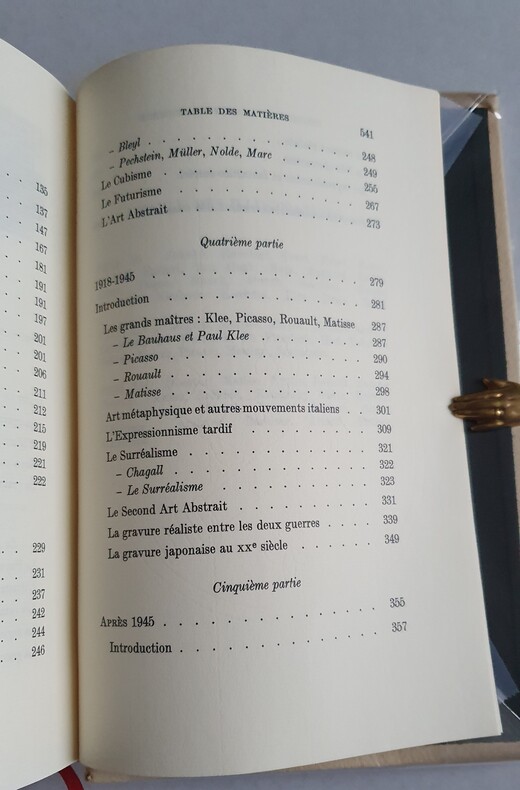 135
137
147
167
181
191
191
197
201
201
206
211
212
215
219
221
222
229
231
237
242
244
246
TABLE DES MATIÈRES 541
– Bleyl . . . . . . . . . . . 248
– Pechstein, Müller, Nolde, Marc . . . . . 249
Le Cubisme . . . . . . . . . . . 255
Le Futurisme . . . . . . . . . . . 267
L'Art Abstrait . . . . . . . . . . . 273
Quatrième partie
1918-1945 . . . . . . . . . . . . 279
Introduction . . . . . . . . . . . 281
Les grands maîtres : Klee, Picasso, Rouault, Matisse 287
– Le Bauhaus et Paul Klee . . . . . . 287
– Picasso . . . . . . . . . . . 290
– Rouault . . . . . . . . . . . 294
– Matisse . . . . . . . . . . . 298
Art métaphysique et autres mouvements italiens . . 301
L'Expressionnisme tardif . . . . . . . 309
Le Surréalisme . . . . . . . . . . 321
– Chagall . . . . . . . . . . . 322
– Le Surréalisme . . . . . . . . . 323
Le Second Art Abstrait . . . . . . . . 331
La gravure réaliste entre les deux guerres . . . . 339
La gravure japonaise au XXe siècle . . . . . . 349
Cinquième partie
APRÈS 1945 . . . . . . . . . . . 355
Introduction . . . . . . . . . . . 357